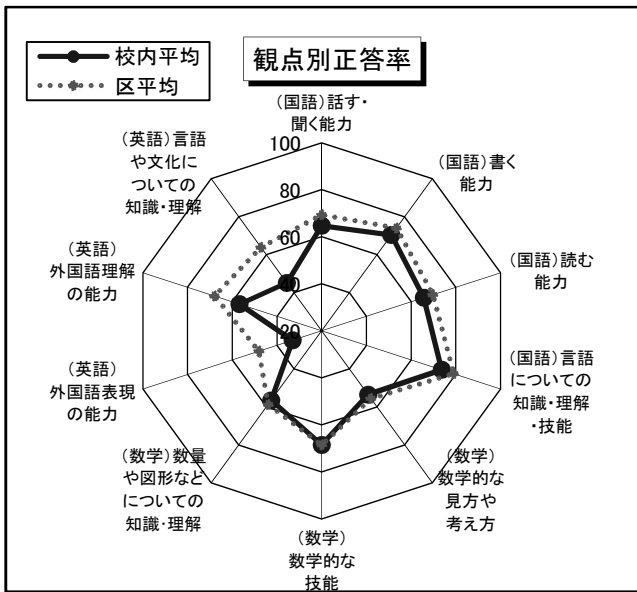 校内平均
区平均
観点別正答率
（国語）話す・
聞く能力
（国語）書く
能力
（国語）読む
能力
（国語）言語
についての
知識・理解
・技能
（数学）
数学的な
見方や
考え方
（数学）
数学的な
技能
（数学）数量
や図形などに
についての
知識・理解
（英語）
外国語表現
の能力
（英語）
外国語理解
の能力
（英語）言語
や文化に
ついての
知識・理解
100
80
60
40
20